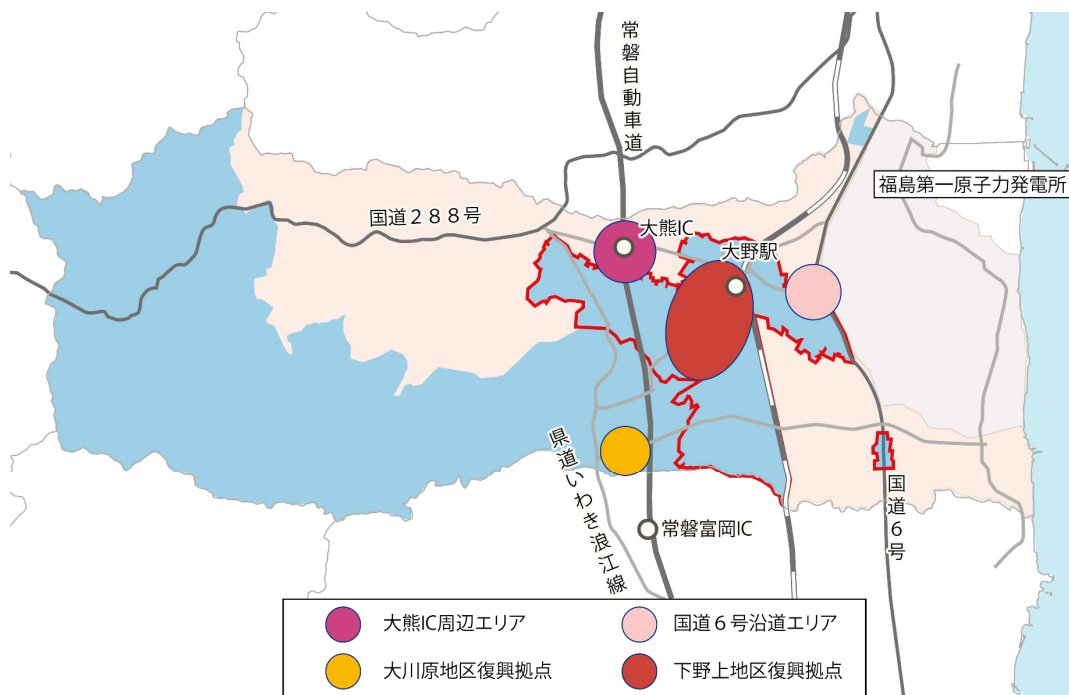 常磐自動車道
福島第一原子力発電所
国道２８８号
大熊IC
大野駅
県道いわき浪江線
国道６号
常磐富岡IC
大熊IC周辺エリア
国道６号沿道エリア
大川原地区復興拠点
下野上地区復興拠点